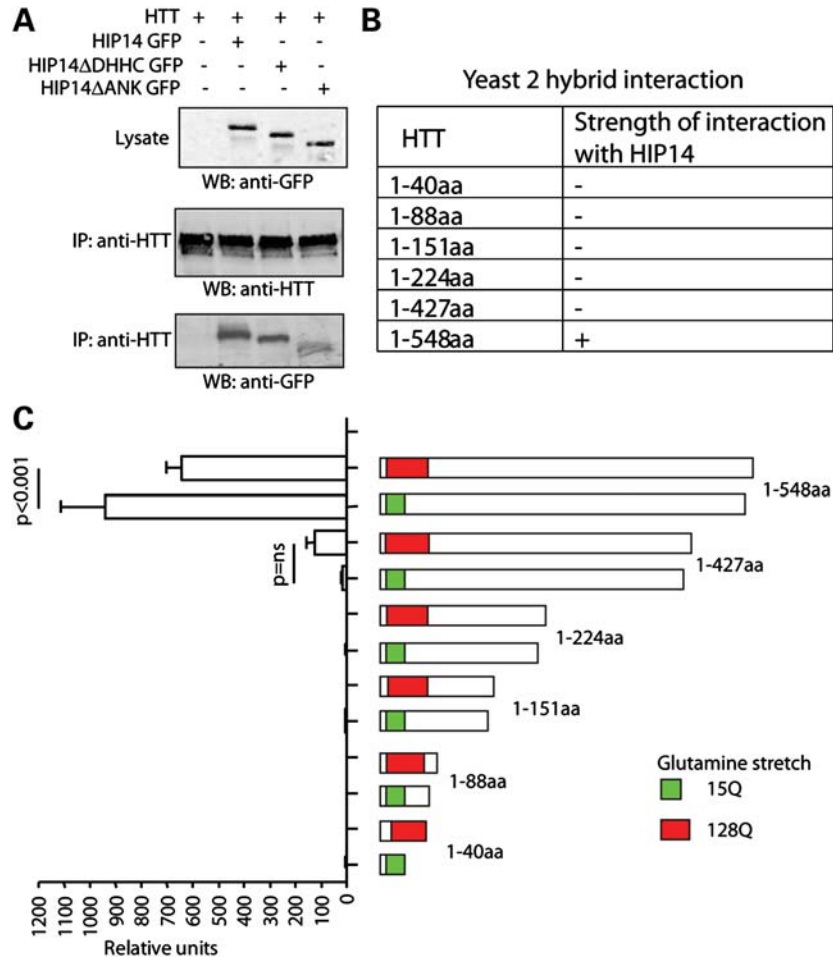 A
HTT + + + +
HIP14 GFP - + - -
HIP14ΔDHHC GFP - - + -
HIP14ΔANK GFP - - - +
Lysate
WB: anti-GFP
IP: anti-HTT
WB: anti-HTT
IP: anti-HTT
WB: anti-GFP
B
Yeast 2 hybrid interaction
HTT Strength of interaction
with HIP14
1-40aa -
1-88aa -
1-151aa -
1-224aa -
1-427aa -
1-548aa +
C
p<0.001
p=ns
1-548aa
1-427aa
1-224aa
1-151aa
1-88aa
1-40aa
Glutamine stretch
15Q
128Q
1200 1100 1000 900 800 700 600 500 400 300 200 100 0
Relative units